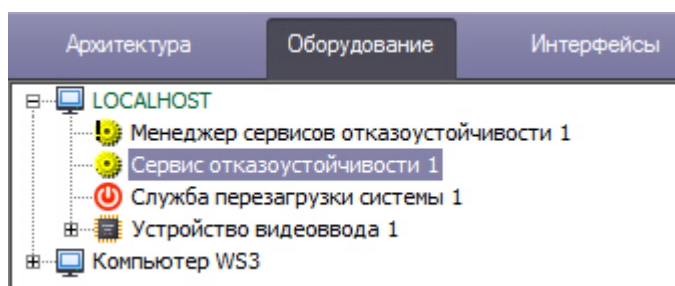 Архитектура Оборудование Интерфейсы
LOCALHOST
Менеджер сервисов отказоустойчивости 1
Сервис отказоустойчивости 1
Служба перезагрузки системы 1
Устройство видеоввода 1
Компьютер WS3